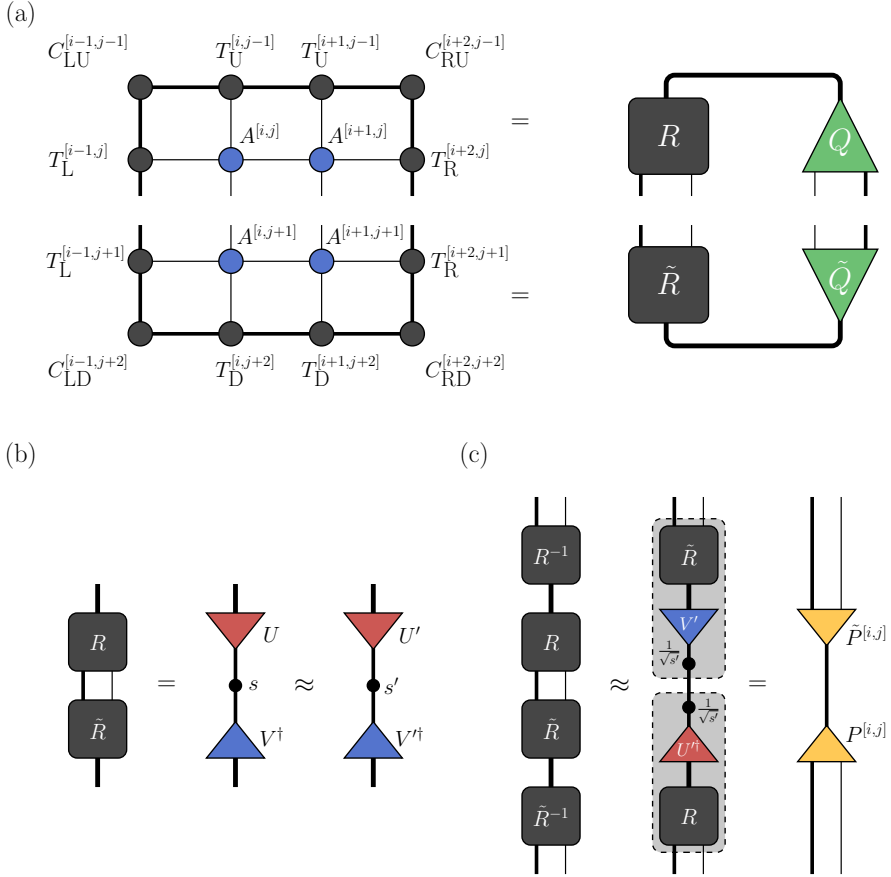 (a)
C_LU^[i−1,j−1] T_U^[i,j−1] T_U^[i+1,j−1] C_RU^[i+2,j−1]
A^[i,j] A^[i+1,j] = R Q
T_L^[i−1,j] T_R^[i+2,j]
A^[i,j+1] A^[i+1,j+1]
T_L^[i−1,j+1] T_R^[i+2,j+1] = R̃ Q̃
C_LD^[i−1,j+2] T_D^[i,j+2] T_D^[i+1,j+2] C_RD^[i+2,j+2]
(b)
R = U ≈ U′
s s′
R̃ V† V′†
(c)
R^−1 R̃
R V′ P̃^[i,j]
1/√s′
≈ =
1/√s′
R̃ U′† P^[i,j]
R̃^−1 R